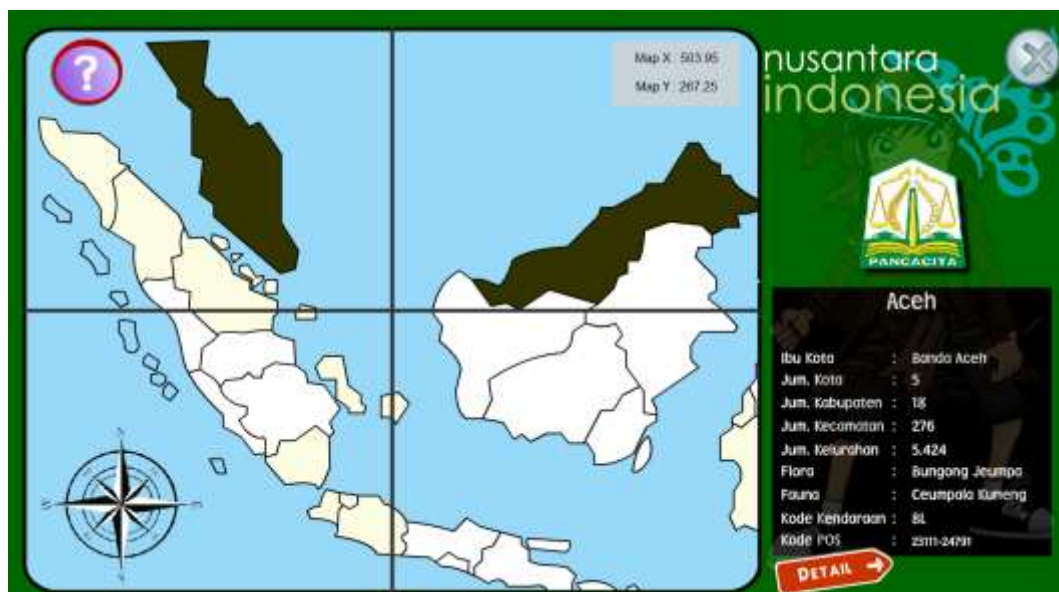 ?
Map X : 503.95
Map Y : 267.25
nusantara
indonesia
PANCACITA
Aceh
Ibu Kota : Banda Aceh
Jum. Kota : 5
Jum. Kabupaten : 18
Jum. Kecamatan : 276
Jum. Kelurahan : 5.424
Flora : Bungong Jeumpa
Fauna : Ceumpala Kuneng
Kode Kendaraan : BL
Kode POS : 23111-24791
DETAIL